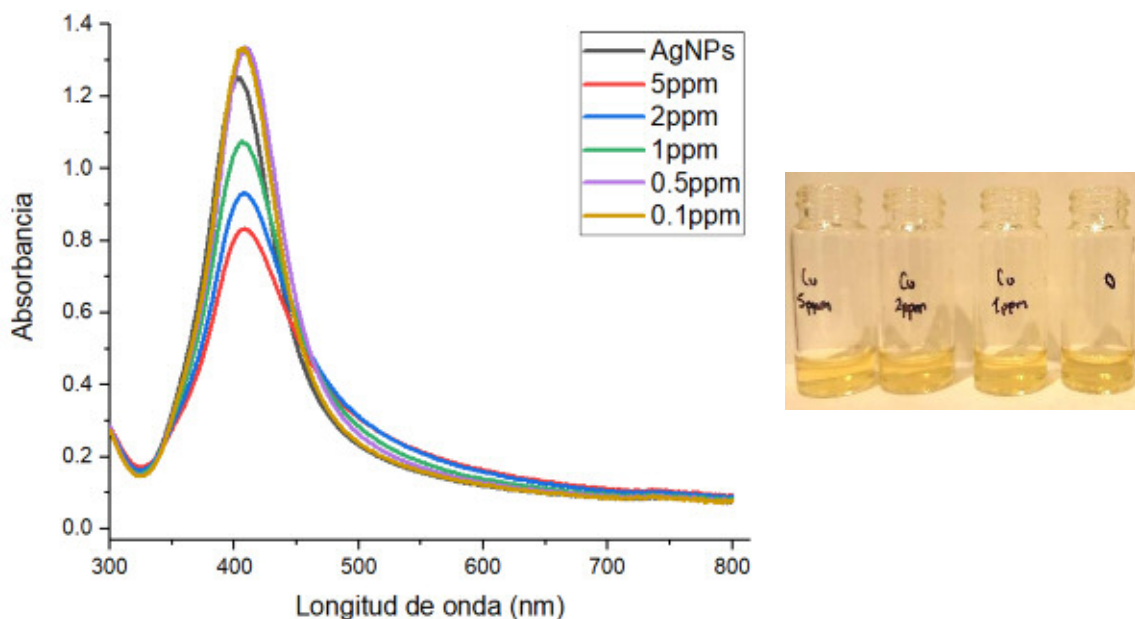 1.4
1.2
1.0
0.8
0.6
0.4
0.2
0.0
Absorbancia
300
400
500
600
700
800
Longitud de onda (nm)
AgNPs
5ppm
2ppm
1ppm
0.5ppm
0.1ppm
Cu
5ppm
Cu
2ppm
Cu
1ppm
0